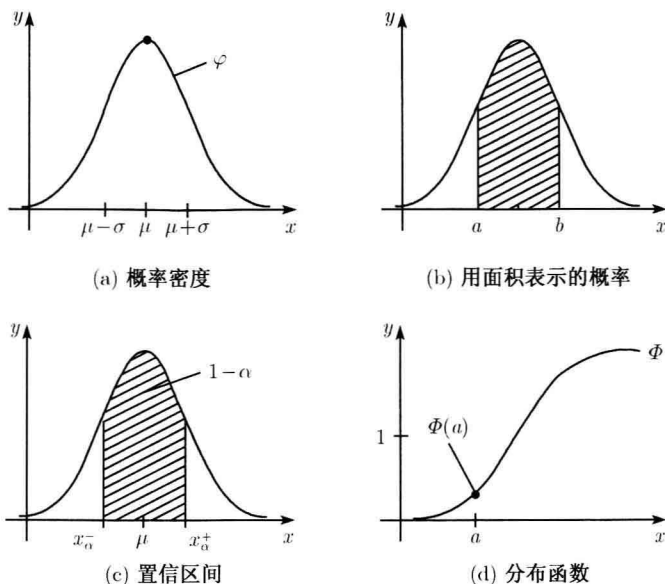 y
φ
μ−σ μ μ+σ x
(a) 概率密度
y
a b x
(b) 用面积表示的概率
y
1−α
x_α^− μ x_α^+ x
(c) 置信区间
y
Φ
Φ(a)
1
a x
(d) 分布函数